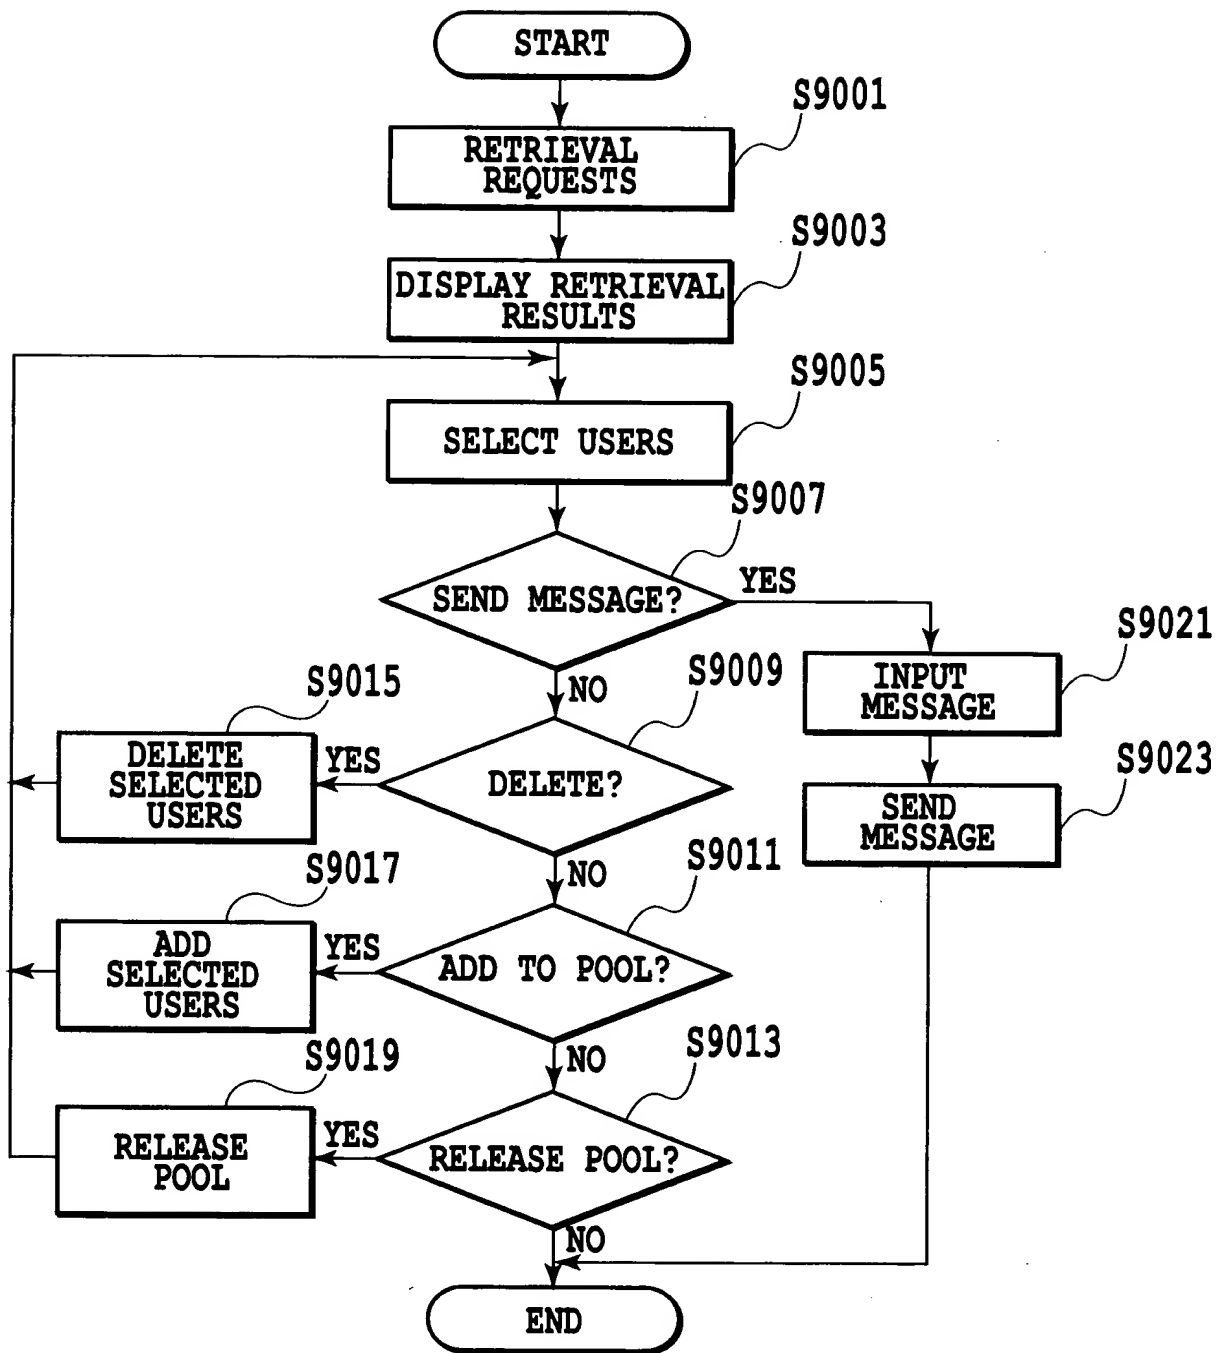 START
S9001
RETRIEVAL
REQUESTS
S9003
DISPLAY RETRIEVAL
RESULTS
S9005
SELECT USERS
S9007
SEND MESSAGE?
YES
S9021
INPUT
MESSAGE
NO
S9009
S9015
DELETE
SELECTED
USERS
YES
DELETE?
S9023
SEND
MESSAGE
NO
S9011
S9017
ADD
SELECTED
USERS
YES
ADD TO POOL?
NO
S9013
S9019
RELEASE
POOL
YES
RELEASE POOL?
NO
END